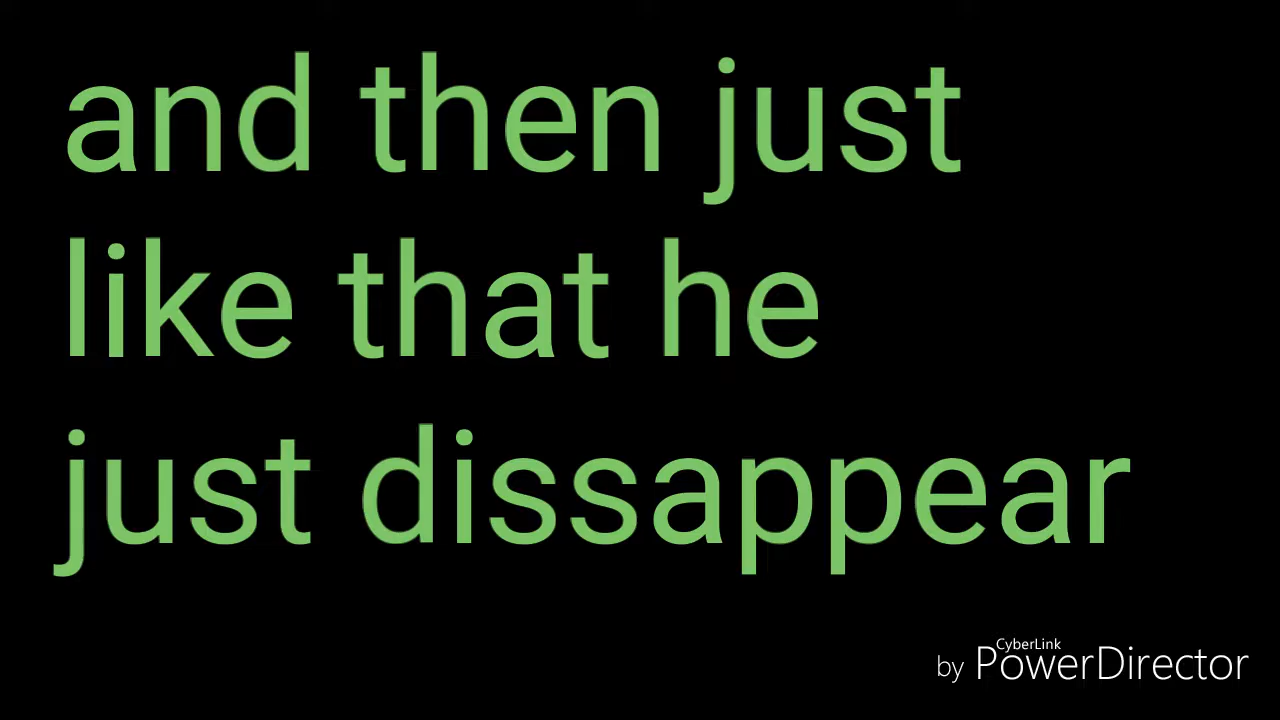 and then just
like that he
just dissappear
CyberLink
by PowerDirector